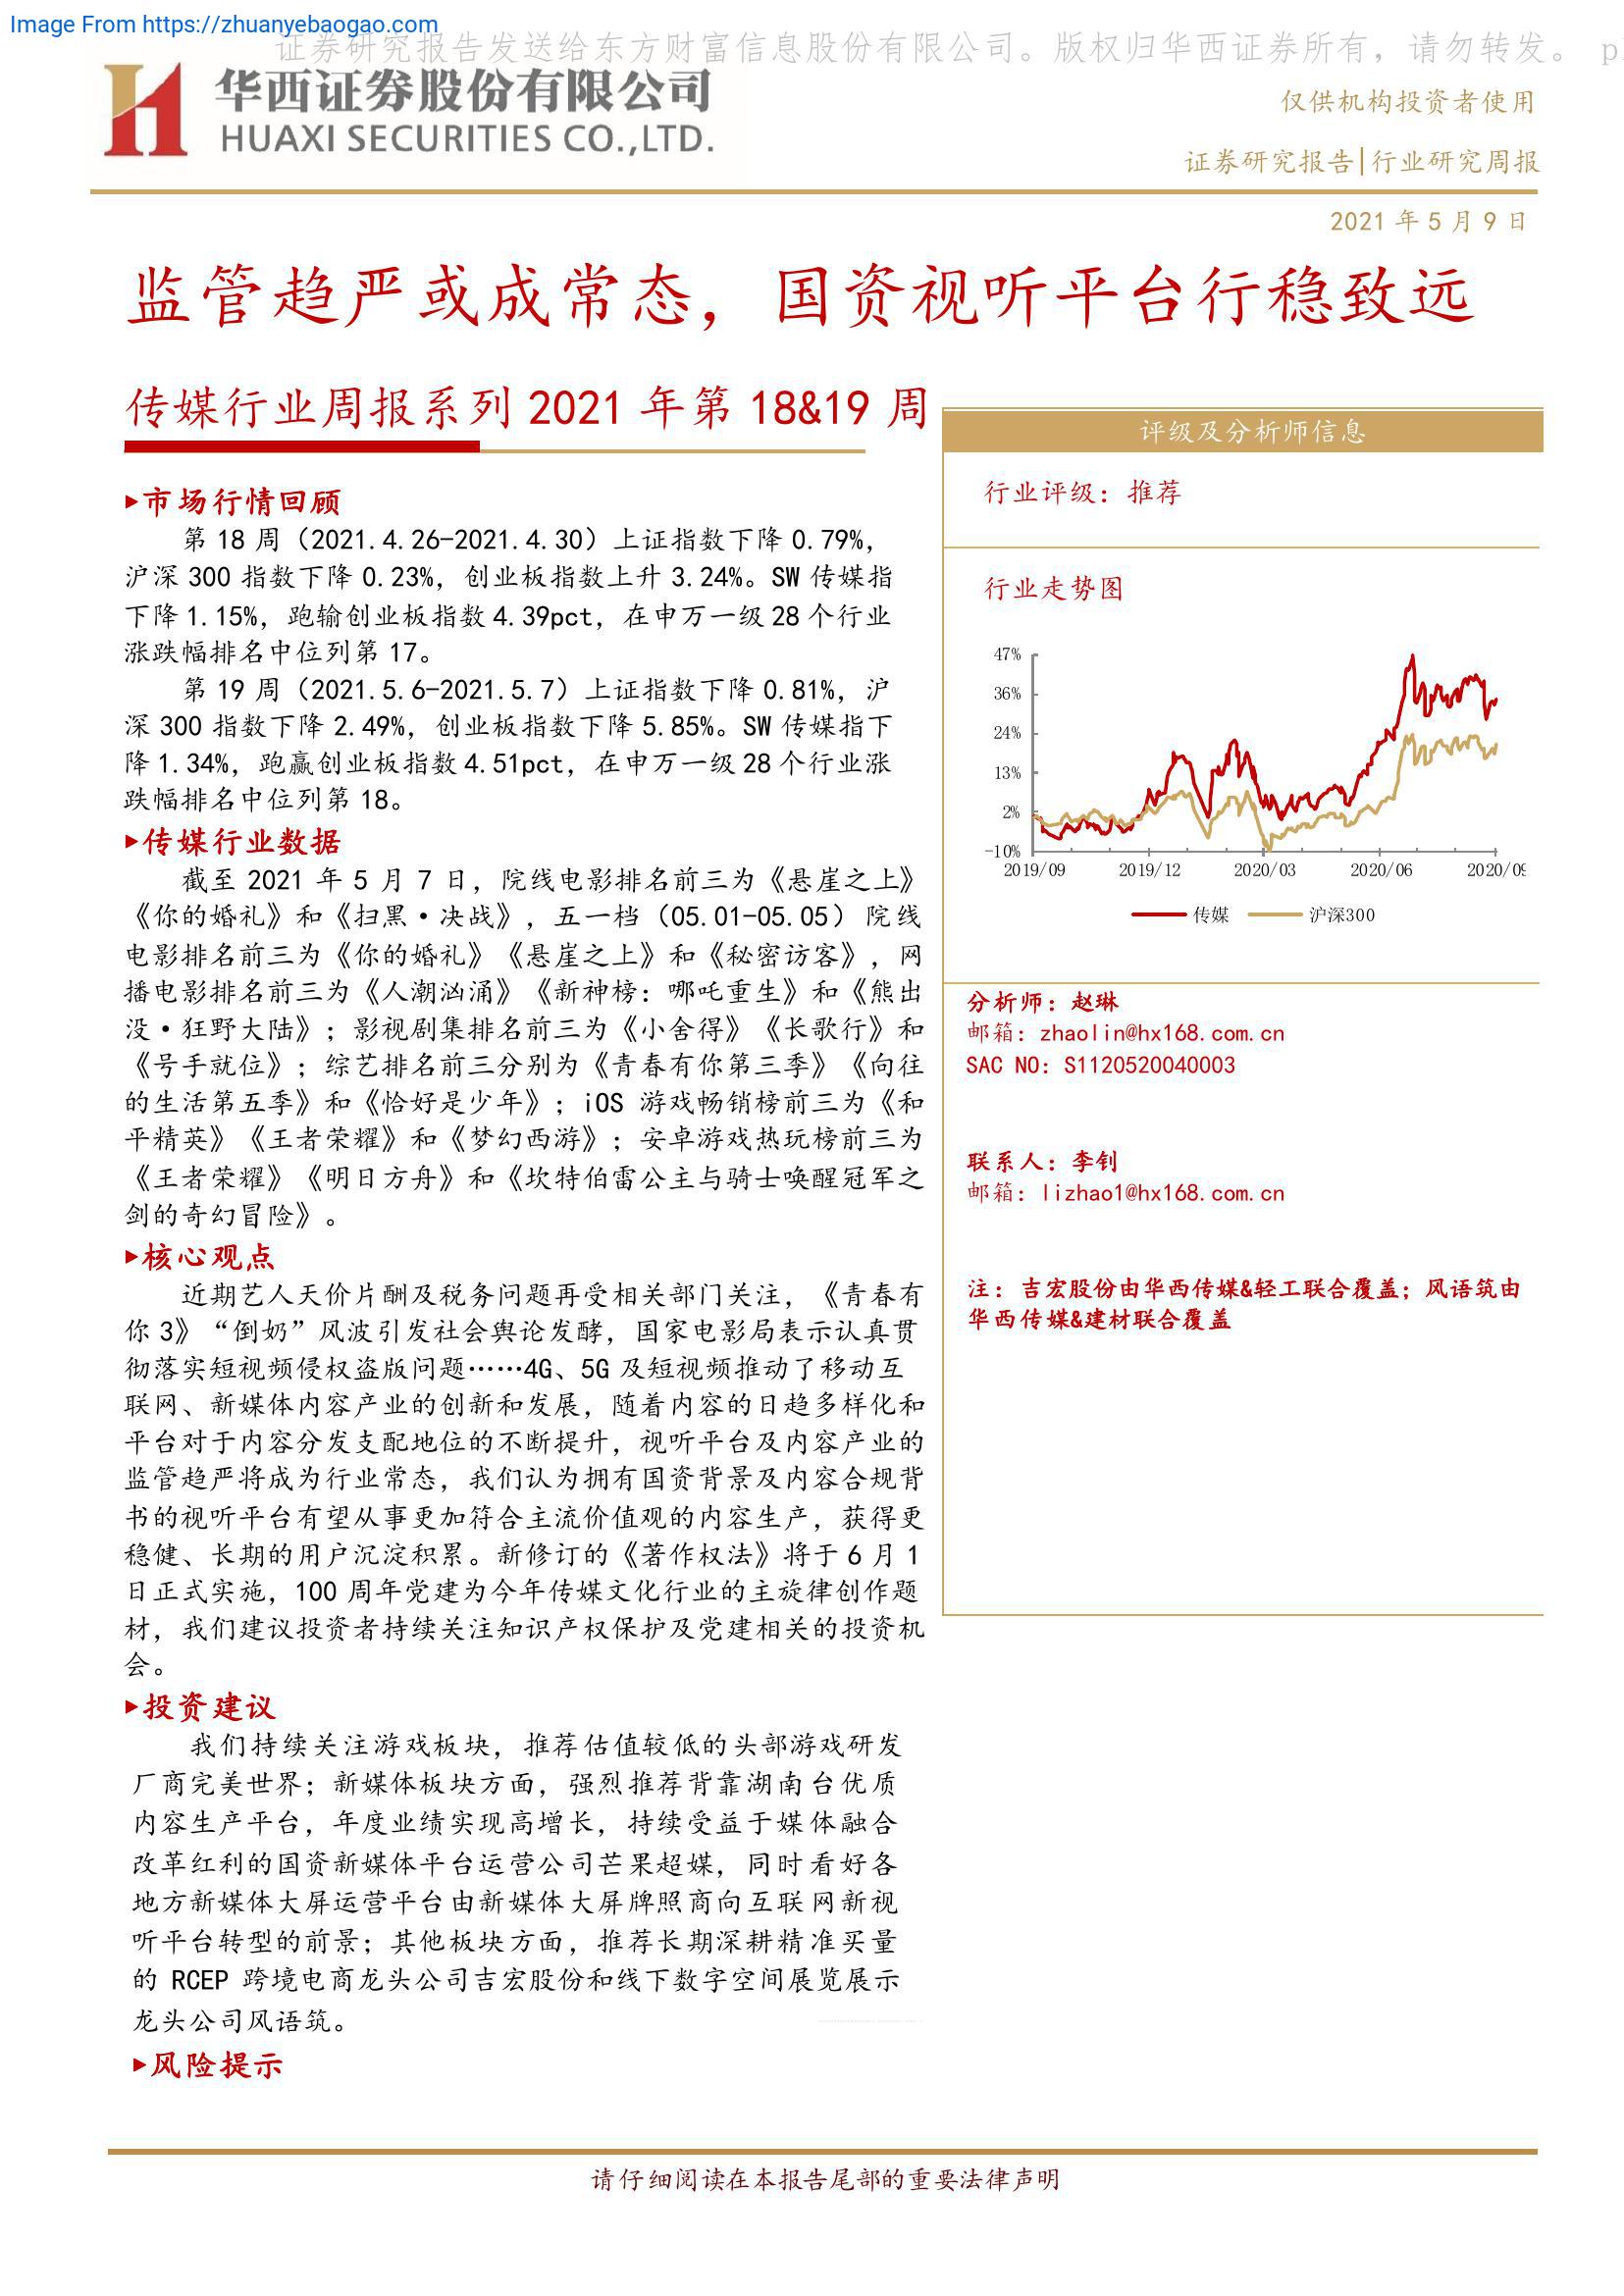 Image From https://zhuanyebaogao.com
证券研究报告发送给东方财富信息股份有限公司。版权归华西证券所有，请勿转发。 p
华西证券股份有限公司
HUAXI SECURITIES CO.,LTD.
仅供机构投资者使用
证券研究报告|行业研究周报
2021 年 5 月 9 日
监管趋严或成常态，国资视听平台行稳致远
传媒行业周报系列 2021 年第 18&19 周
▸市场行情回顾
第 18 周（2021.4.26-2021.4.30）上证指数下降 0.79%，
沪深 300 指数下降 0.23%，创业板指数上升 3.24%。SW 传媒指
下降 1.15%，跑输创业板指数 4.39pct，在申万一级 28 个行业
涨跌幅排名中位列第 17。
第 19 周（2021.5.6-2021.5.7）上证指数下降 0.81%，沪
深 300 指数下降 2.49%，创业板指数下降 5.85%。SW 传媒指下
降 1.34%，跑赢创业板指数 4.51pct，在申万一级 28 个行业涨
跌幅排名中位列第 18。
▸传媒行业数据
截至 2021 年 5 月 7 日，院线电影排名前三为《悬崖之上》
《你的婚礼》和《扫黑·决战》，五一档（05.01-05.05）院线
电影排名前三为《你的婚礼》《悬崖之上》和《秘密访客》，网
播电影排名前三为《人潮汹涌》《新神榜：哪吒重生》和《熊出
没·狂野大陆》；影视剧集排名前三为《小舍得》《长歌行》和
《号手就位》；综艺排名前三分别为《青春有你第三季》《向往
的生活第五季》和《恰好是少年》；iOS 游戏畅销榜前三为《和
平精英》《王者荣耀》和《梦幻西游》；安卓游戏热玩榜前三为
《王者荣耀》《明日方舟》和《坎特伯雷公主与骑士唤醒冠军之
剑的奇幻冒险》。
▸核心观点
近期艺人天价片酬及税务问题再受相关部门关注，《青春有
你 3》“倒奶”风波引发社会舆论发酵，国家电影局表示认真贯
彻落实短视频侵权盗版问题……4G、5G 及短视频推动了移动互
联网、新媒体内容产业的创新和发展，随着内容的日趋多样化和
平台对于内容分发支配地位的不断提升，视听平台及内容产业的
监管趋严将成为行业常态，我们认为拥有国资背景及内容合规背
书的视听平台有望从事更加符合主流价值观的内容生产，获得更
稳健、长期的用户沉淀积累。新修订的《著作权法》将于 6 月 1
日正式实施，100 周年党建为今年传媒文化行业的主旋律创作题
材，我们建议投资者持续关注知识产权保护及党建相关的投资机
会。
▸投资建议
我们持续关注游戏板块，推荐估值较低的头部游戏研发
厂商完美世界；新媒体板块方面，强烈推荐背靠湖南台优质
内容生产平台，年度业绩实现高增长，持续受益于媒体融合
改革红利的国资新媒体平台运营公司芒果超媒，同时看好各
地方新媒体大屏运营平台由新媒体大屏牌照商向互联网新视
听平台转型的前景；其他板块方面，推荐长期深耕精准买量
的 RCEP 跨境电商龙头公司吉宏股份和线下数字空间展览展示
龙头公司风语筑。
▸风险提示
评级及分析师信息
行业评级：推荐
行业走势图
47%
36%
24%
13%
2%
-10%
2019/09 2019/12 2020/03 2020/06 2020/09
传媒 沪深300
分析师：赵琳
邮箱：zhaolin@hx168.com.cn
SAC NO：S1120520040003
联系人：李钊
邮箱：lizhao1@hx168.com.cn
注：吉宏股份由华西传媒&轻工联合覆盖；风语筑由
华西传媒&建材联合覆盖
请仔细阅读在本报告尾部的重要法律声明